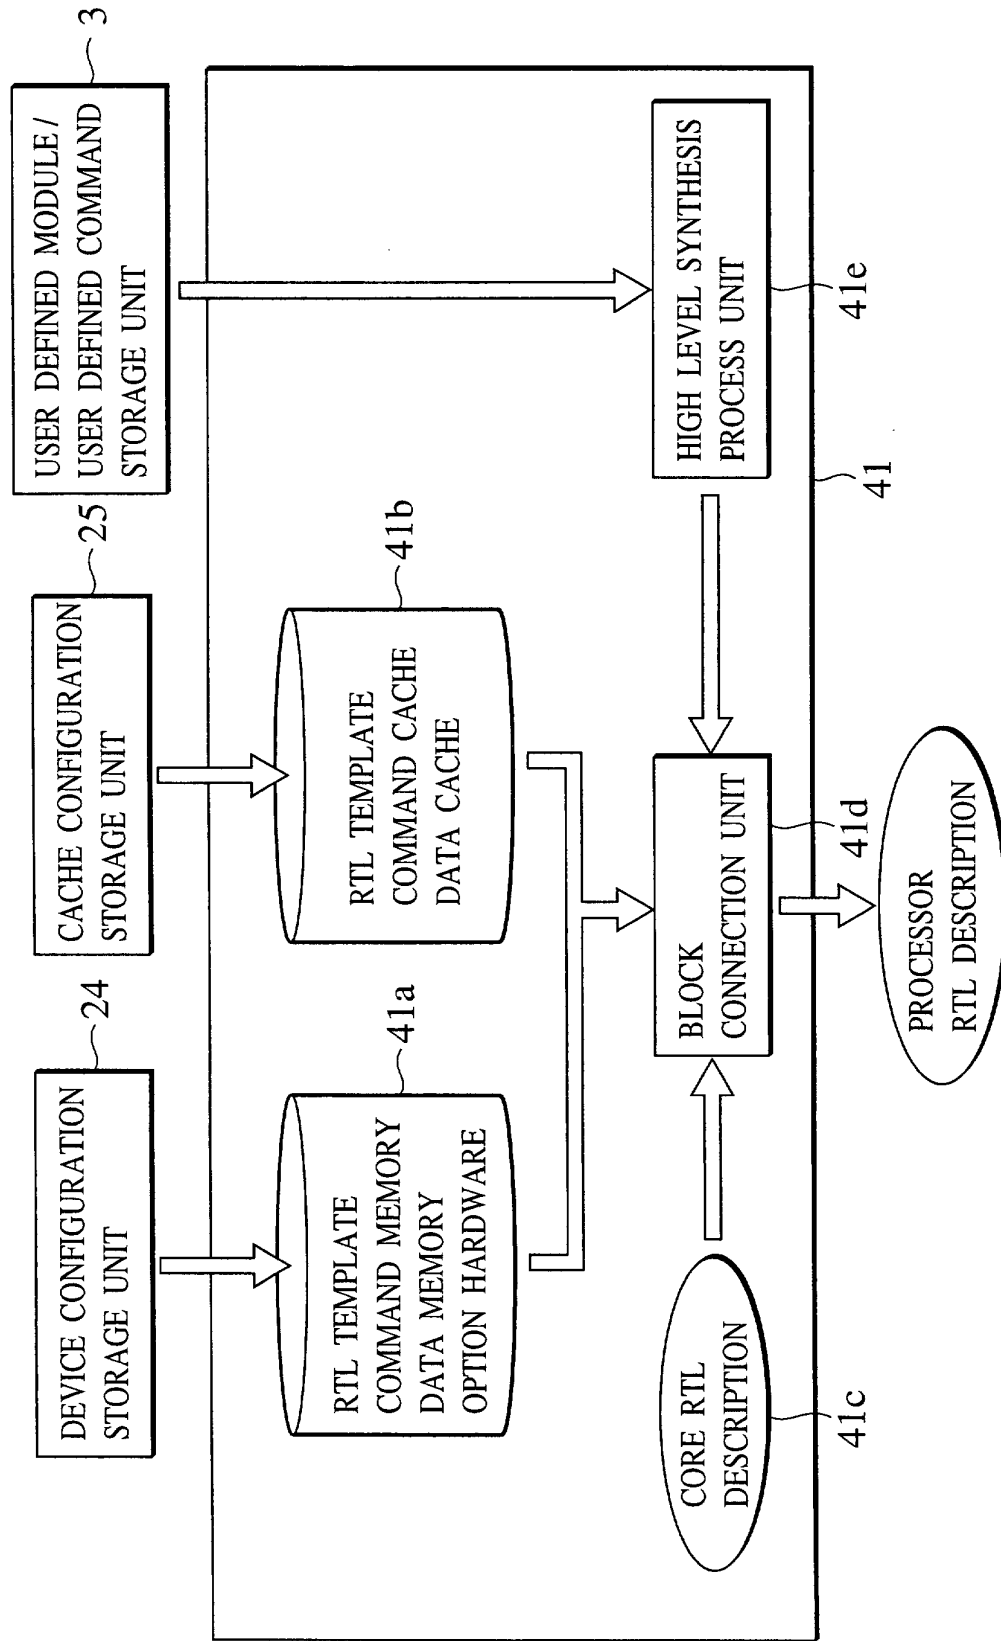 DEVICE CONFIGURATION
STORAGE UNIT
24
CACHE CONFIGURATION
STORAGE UNIT
25
USER DEFINED MODULE/
USER DEFINED COMMAND
STORAGE UNIT
3
RTL TEMPLATE
COMMAND MEMORY
DATA MEMORY
OPTION HARDWARE
41a
RTL TEMPLATE
COMMAND CACHE
DATA CACHE
41b
CORE RTL
DESCRIPTION
41c
BLOCK
CONNECTION UNIT
41d
HIGH LEVEL SYNTHESIS
PROCESS UNIT
41e
41
PROCESSOR
RTL DESCRIPTION